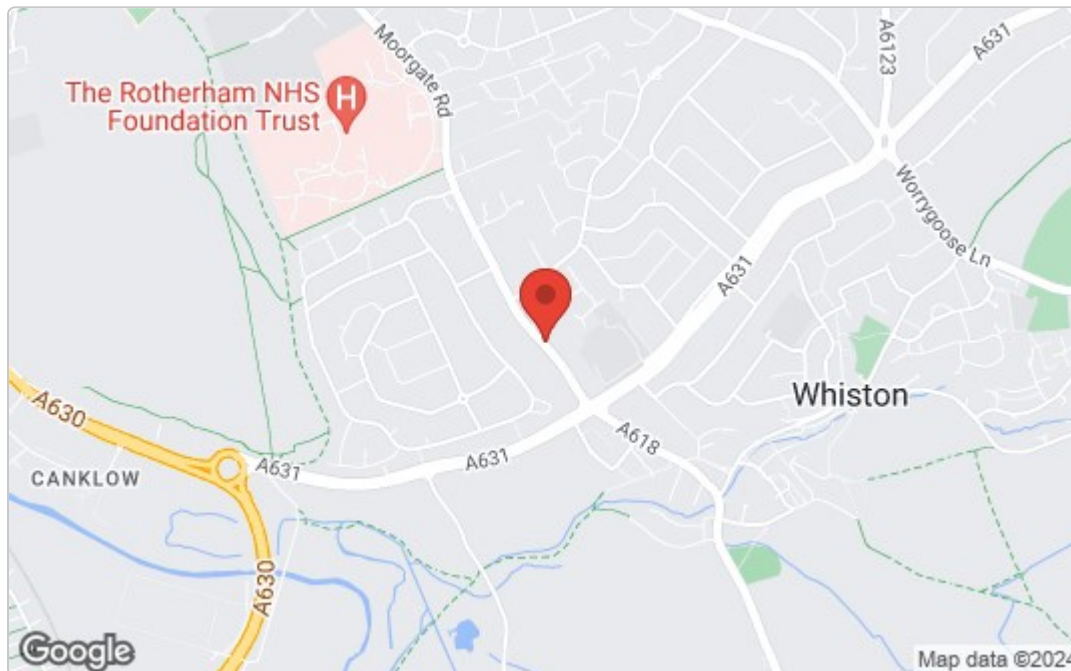 Moorgate Rd
A6123
A631
The Rotherham NHS
Foundation Trust
H
Worrygoose Ln
A631
Whiston
A630
A618
A631
A631
CANKLOW
A630
Google
Map data ©2024